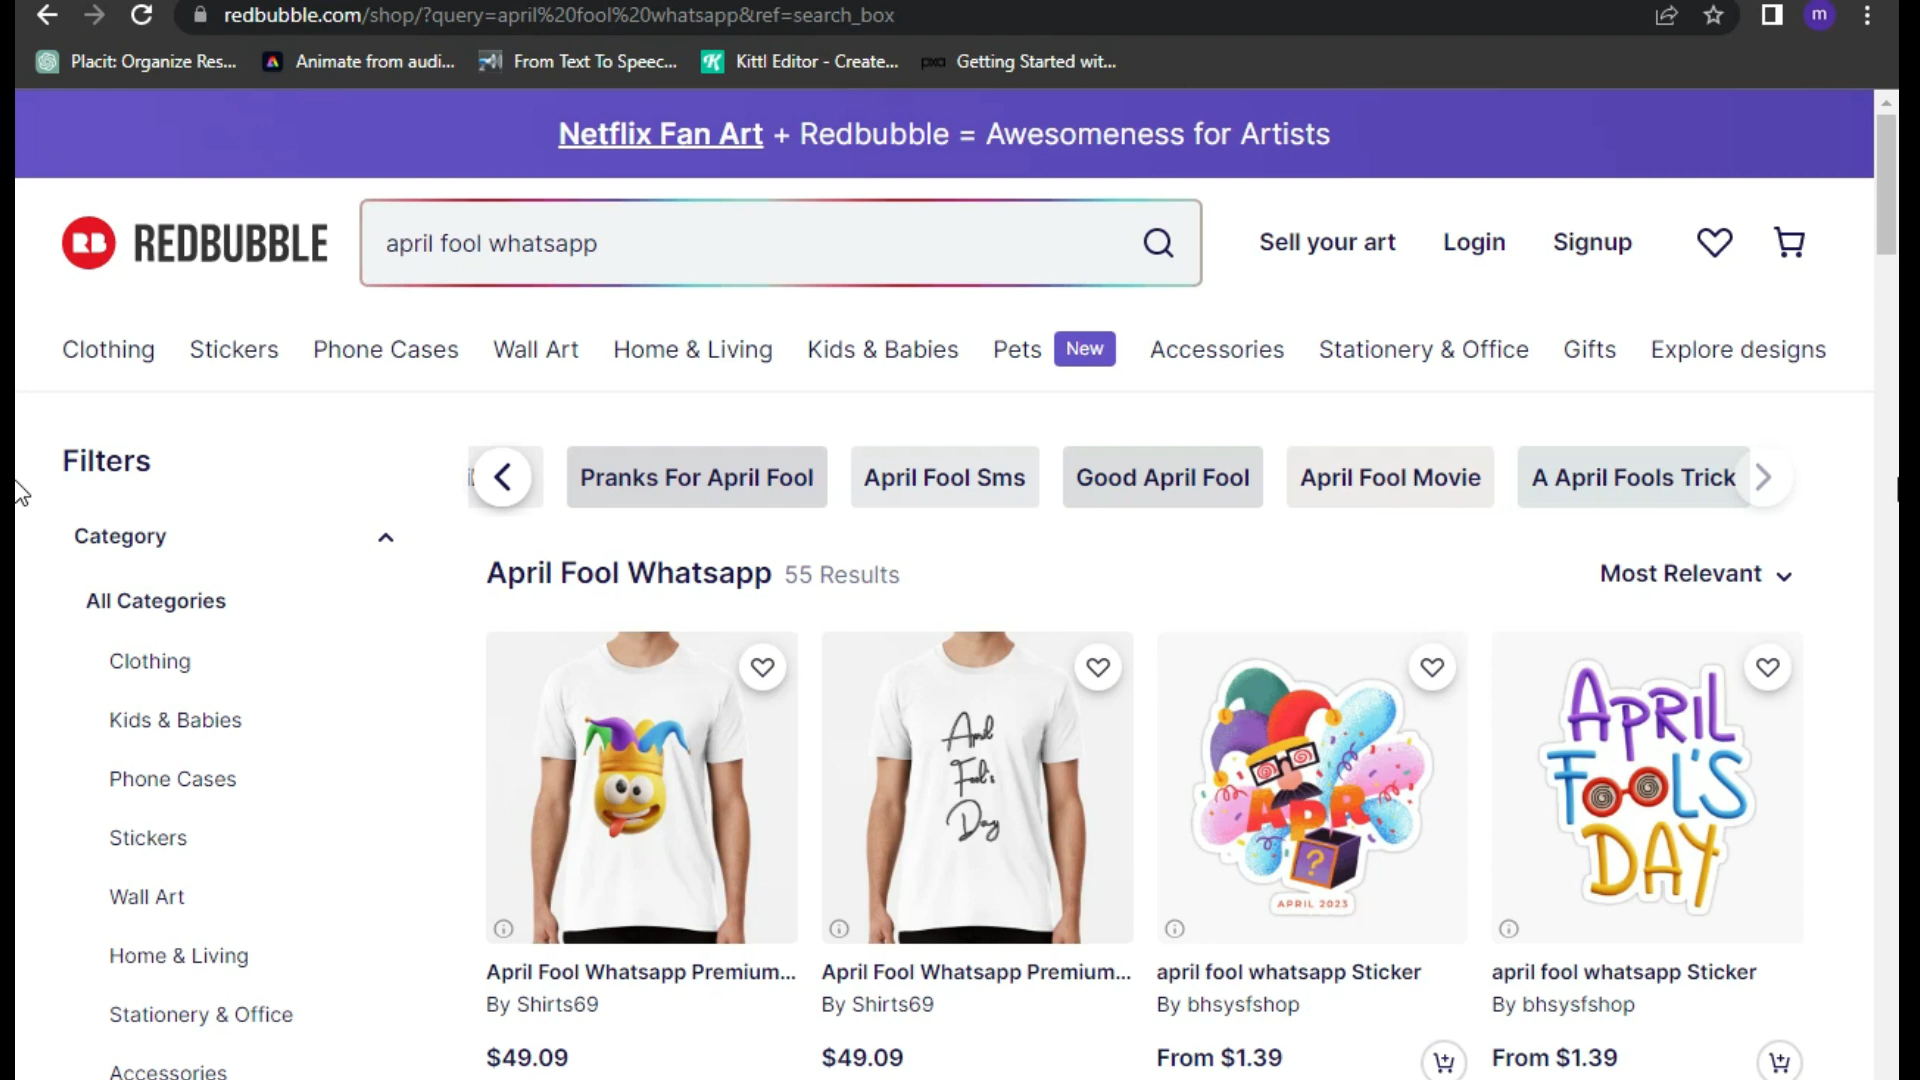 redbubble.com/shop/?query=april%20fool%20whatsapp&ref=search_box
m
Placit: Organize Res...
Animate from audi...
From Text To Speec...
Kittl Editor - Create...
Getting Started wit...
Netflix Fan Art + Redbubble = Awesomeness for Artists
RB REDBUBBLE
april fool whatsapp
Sell your art
Login
Signup
Clothing
Stickers
Phone Cases
Wall Art
Home & Living
Kids & Babies
Pets
New
Accessories
Stationery & Office
Gifts
Explore designs
Filters
Category
All Categories
Clothing
Kids & Babies
Phone Cases
Stickers
Wall Art
Home & Living
Stationery & Office
Accessories
Pranks For April Fool
April Fool Sms
Good April Fool
April Fool Movie
A April Fools Trick
April Fool Whatsapp 55 Results
Most Relevant
April Fool Whatsapp Premium...
By Shirts69
$49.09
April
Fool's
Day
April Fool Whatsapp Premium...
By Shirts69
$49.09
APR
?
APRIL 2023
april fool whatsapp Sticker
By bhsysfshop
From $1.39
APRIL
FOOL'S
DAY
april fool whatsapp Sticker
By bhsysfshop
From $1.39